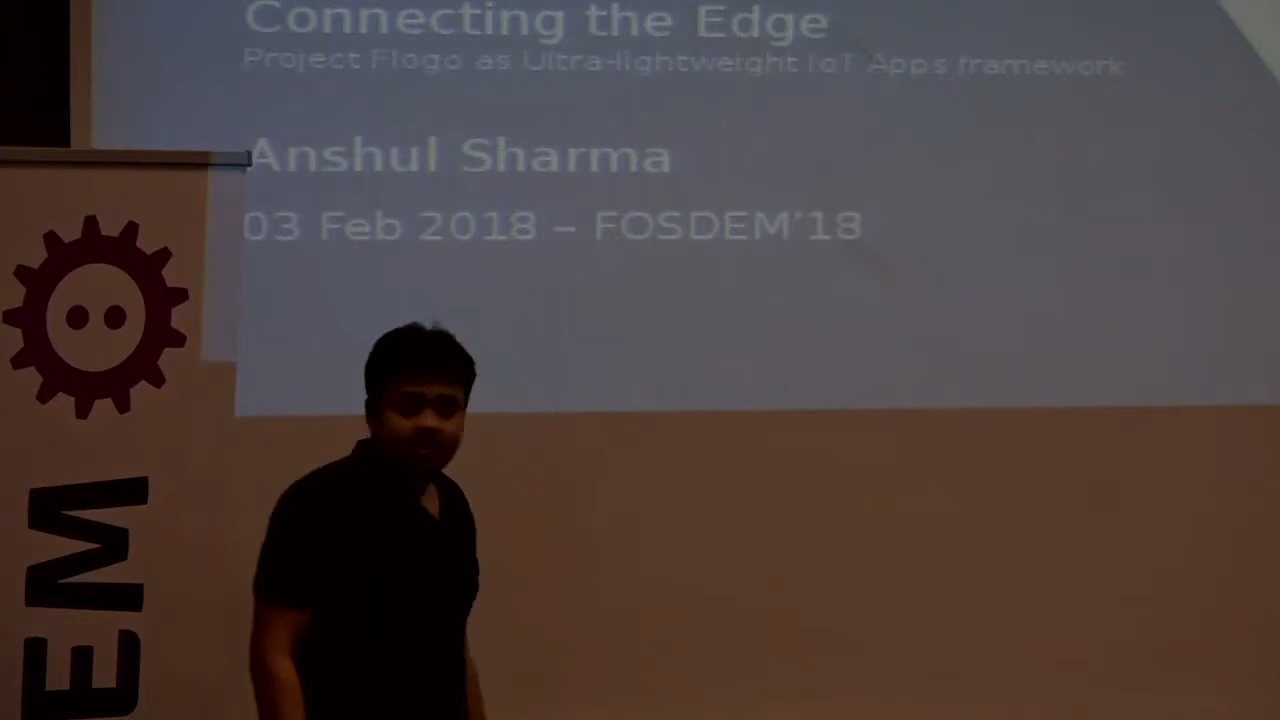 Connecting the Edge
Project Flogo as Ultra-lightweight IoT Apps framework
Anshul Sharma
03 Feb 2018 – FOSDEM'18
EM